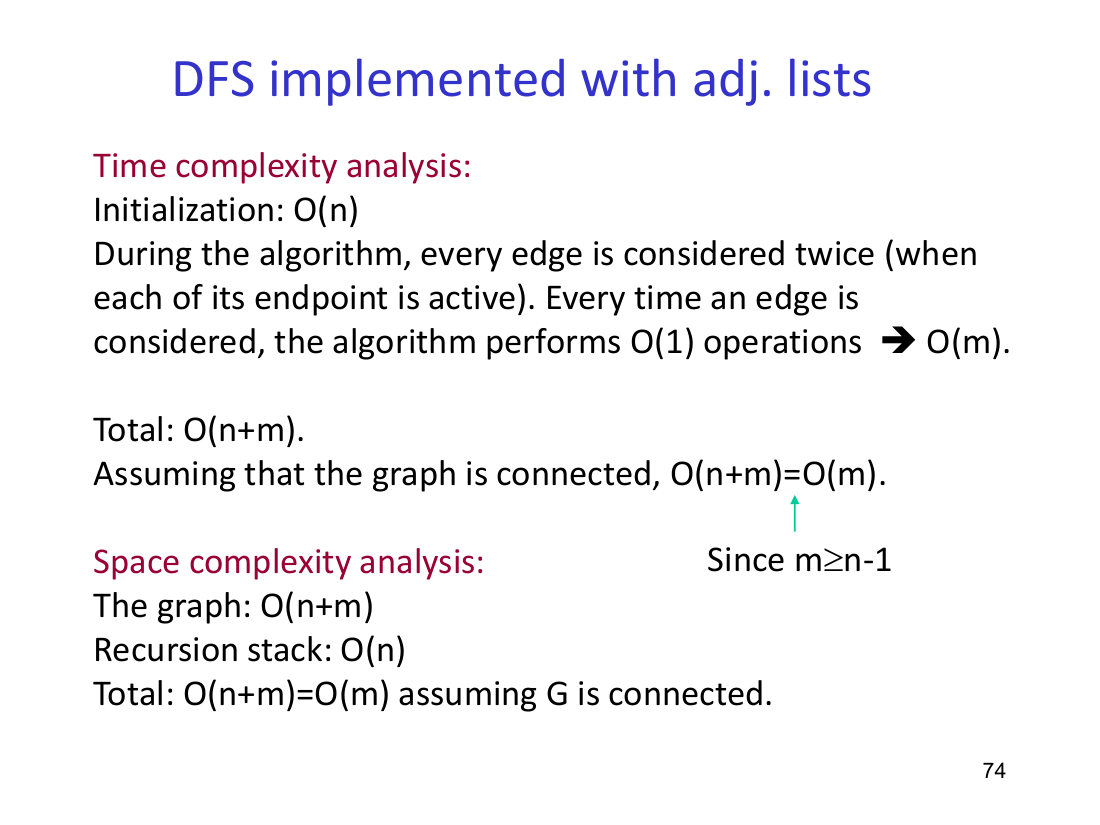 DFS implemented with adj. lists
Time complexity analysis:
Initialization: O(n)
During the algorithm, every edge is considered twice (when
each of its endpoint is active). Every time an edge is
considered, the algorithm performs O(1) operations ➔ O(m).
Total: O(n+m).
Assuming that the graph is connected, O(n+m)=O(m).
Since m≥n-1
Space complexity analysis:
The graph: O(n+m)
Recursion stack: O(n)
Total: O(n+m)=O(m) assuming G is connected.
74